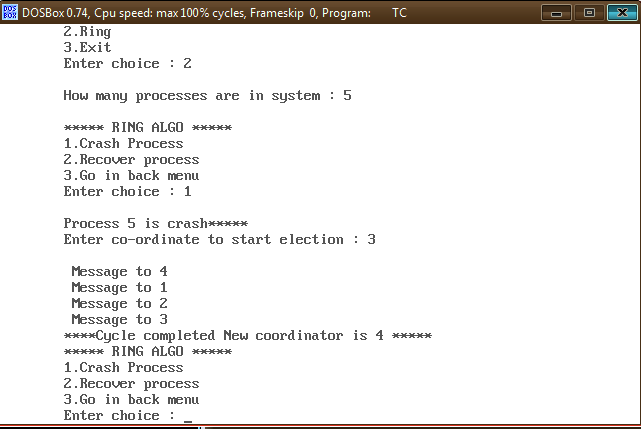 DOS BOX
DOSBox 0.74, Cpu speed: max 100% cycles, Frameskip 0, Program: TC
2.Ring
3.Exit
Enter choice : 2
How many processes are in system : 5
***** RING ALGO *****
1.Crash Process
2.Recover process
3.Go in back menu
Enter choice : 1
Process 5 is crash*****
Enter co-ordinate to start election : 3
Message to 4
Message to 1
Message to 2
Message to 3
****Cycle completed New coordinator is 4 *****
***** RING ALGO *****
1.Crash Process
2.Recover process
3.Go in back menu
Enter choice : _